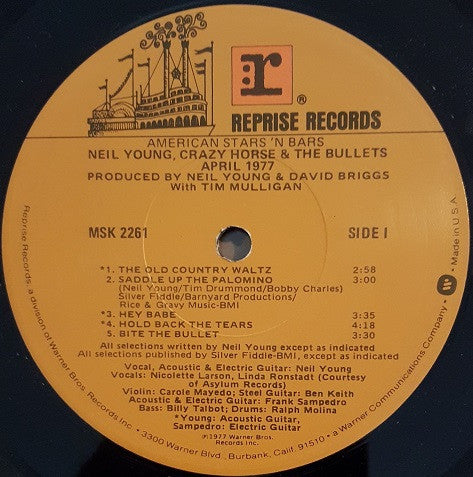 r
®
REPRISE RECORDS
AMERICAN STARS 'N BARS
NEIL YOUNG, CRAZY HORSE & THE BULLETS
APRIL 1977
PRODUCED BY NEIL YOUNG & DAVID BRIGGS
With TIM MULLIGAN
MSK 2261 SIDE I
*1. THE OLD COUNTRY WALTZ 2:58
2. SADDLE UP THE PALOMINO 3:00
(Neil Young/Tim Drummond/Bobby Charles)
Silver Fiddle/Barnyard Productions/
Rice & Gravy Music-BMI
*3. HEY BABE 3:35
*4. HOLD BACK THE TEARS 4:18
5. BITE THE BULLET 3:30
All selections written by Neil Young except as indicated
All selections published by Silver Fiddle-BMI, except as indicated
Vocal, Acoustic & Electric Guitar: Neil Young
Vocals: Nicolette Larson, Linda Ronstadt (Courtesy
of Asylum Records)
Violin: Carole Mayedo; Steel Guitar: Ben Keith
Acoustic & Electric Guitar: Frank Sampedro
Bass: Billy Talbot; Drums: Ralph Molina
*Young: Acoustic Guitar,
Sampedro: Electric Guitar
℗1977 Warner Bros.
Records Inc.
Reprise Records, a Division of Warner Bros. Records Inc. • 3300 Warner Blvd., Burbank, Calif. 91510 • a Warner Communications Company. W • Made in U.S.A.